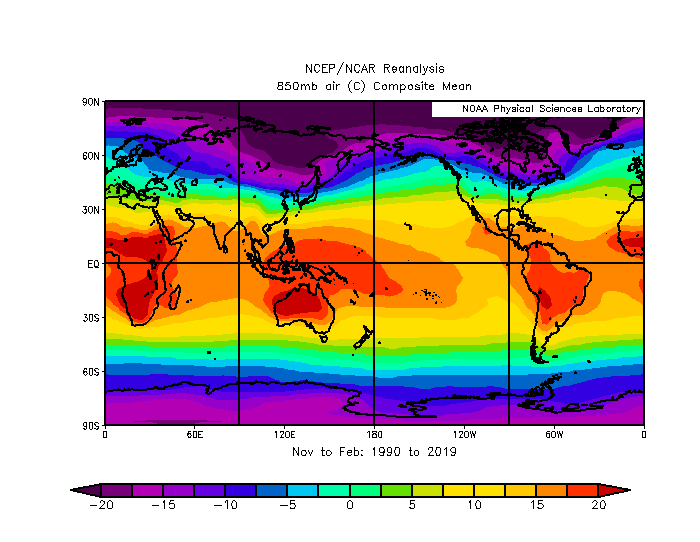 NCEP/NCAR Reanalysis
850mb air (C) Composite Mean
NOAA Physical Sciences Laboratory
90N
60N
30N
EQ
30S
60S
90S
0 60E 120E 180 120W 60W 0
Nov to Feb: 1990 to 2019
-20 -15 -10 -5 0 5 10 15 20